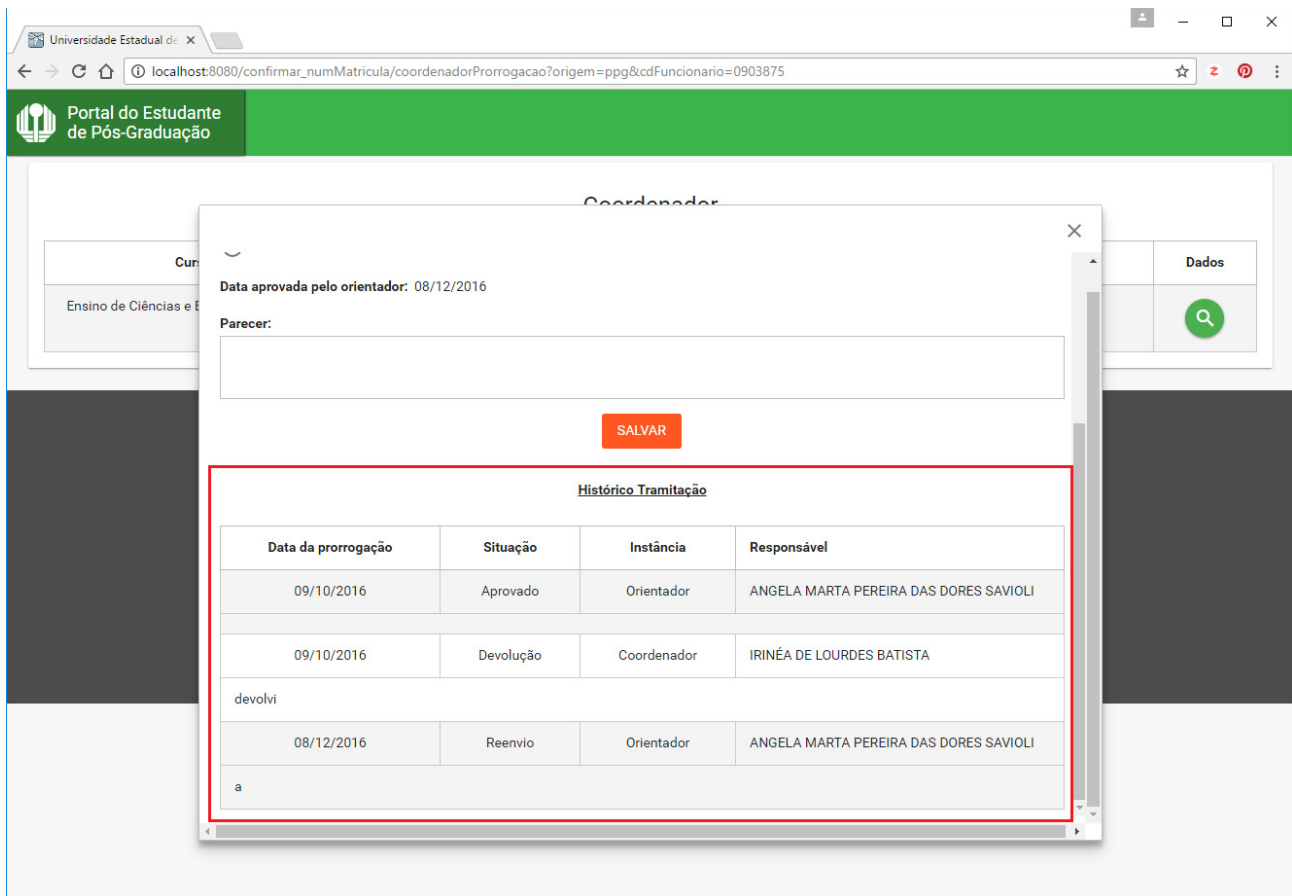 Universidade Estadual de
localhost:8080/confirmar_numMatricula/coordenadorProrrogacao?origem=ppg&cdFuncionario=0903875
Portal do Estudante
de Pós-Graduação
Coordenador
Dados
Ensino de Ciências e
Data aprovada pelo orientador: 08/12/2016
Parecer:
SALVAR
Histórico Tramitação
Data da prorrogação Situação Instância Responsável
09/10/2016 Aprovado Orientador ANGELA MARTA PEREIRA DAS DORES SAVIOLI
09/10/2016 Devolução Coordenador IRINÉA DE LOURDES BATISTA
devolvi
08/12/2016 Reenvio Orientador ANGELA MARTA PEREIRA DAS DORES SAVIOLI
a